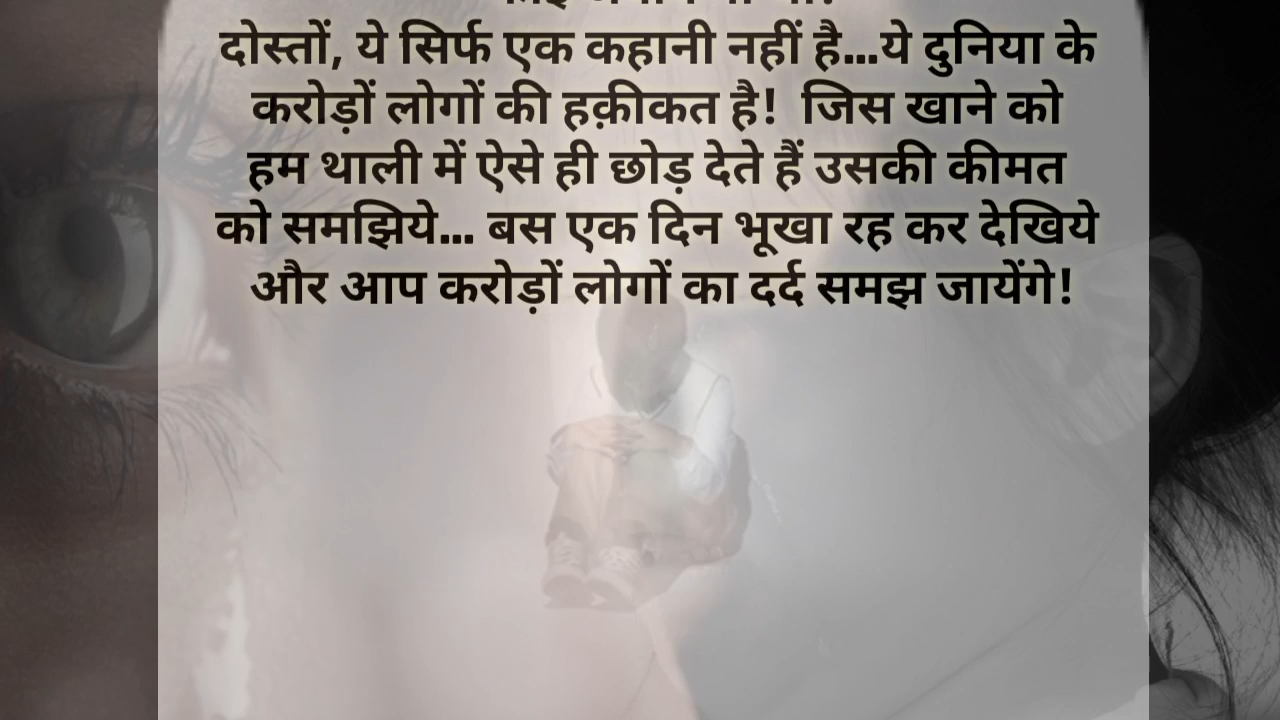 दोस्तों, ये सिर्फ एक कहानी नहीं है...ये दुनिया के
करोड़ों लोगों की हक़ीकत है! जिस खाने को
हम थाली में ऐसे ही छोड़ देते हैं उसकी कीमत
को समझिये... बस एक दिन भूखा रह कर देखिये
और आप करोड़ों लोगों का दर्द समझ जायेंगे!